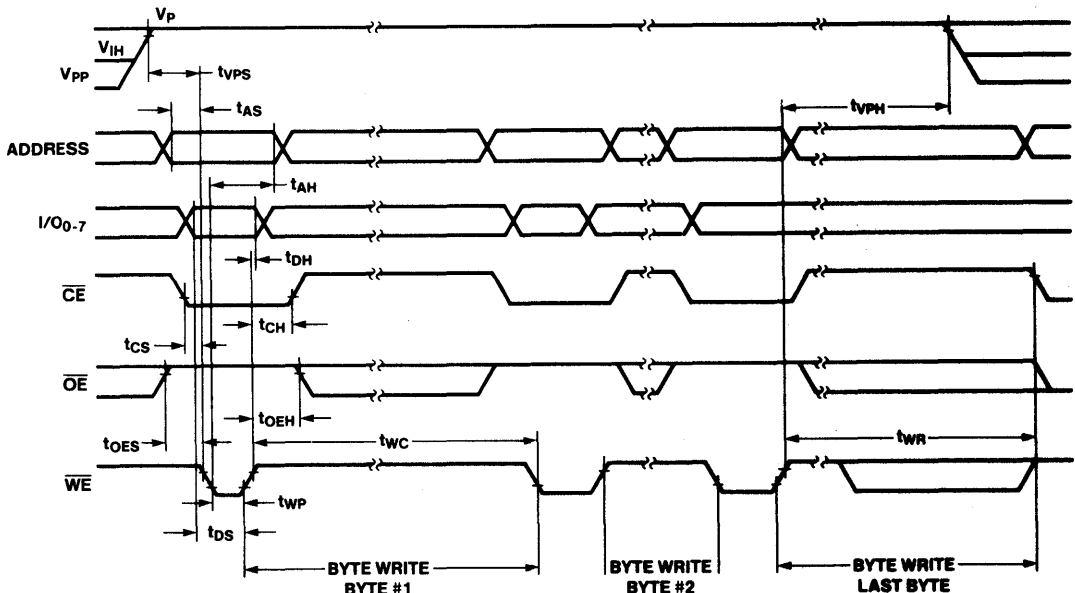 VP
VIH
VPP
tVPS
tAS
tVPH
ADDRESS
tAH
I/O0-7
tDH
CE
tCH
tCS
OE
tOEH
tOES
tWC
tWR
WE
tWP
tDS
BYTE WRITE
BYTE #1
BYTE WRITE
BYTE #2
BYTE WRITE
LAST BYTE